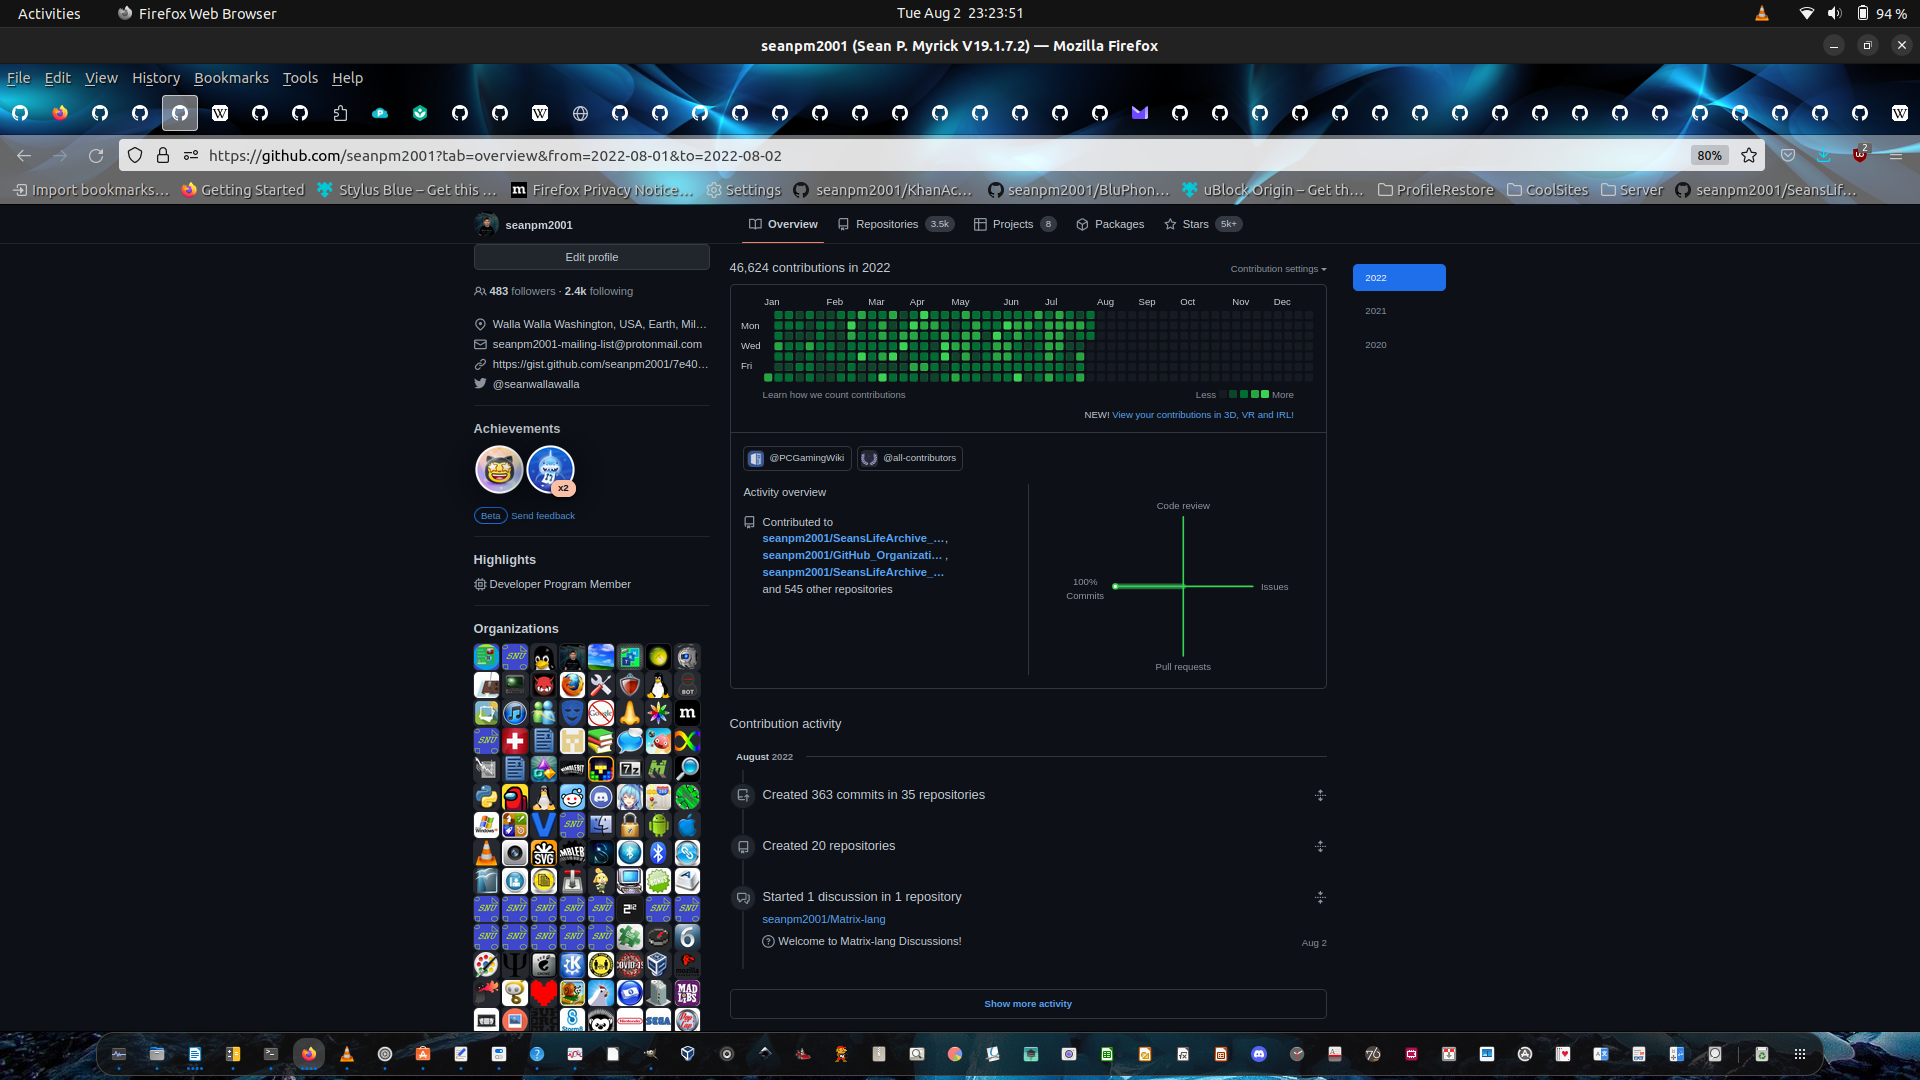 Activities
Firefox Web Browser
Tue Aug 2 23:23:51
94 %
seanpm2001 (Sean P. Myrick V19.1.7.2) — Mozilla Firefox
File Edit View History Bookmarks Tools Help
https://github.com/seanpm2001?tab=overview&from=2022-08-01&to=2022-08-02
80%
2
Import bookmarks… Getting Started Stylus Blue – Get this … Firefox Privacy Notice… Settings seanpm2001/KhanAc… seanpm2001/BluPhon… uBlock Origin – Get th… ProfileRestore CoolSites Server seanpm2001/SeansLif…
seanpm2001
Overview Repositories 3.5k Projects 8 Packages Stars 5k+
Edit profile
483 followers · 2.4k following
Walla Walla Washington, USA, Earth, Mil…
seanpm2001-mailing-list@protonmail.com
https://gist.github.com/seanpm2001/7e40…
@seanwallawalla
Achievements
x2
Beta Send feedback
Highlights
Developer Program Member
Organizations
46,624 contributions in 2022
Contribution settings
2022
2021
2020
Jan Feb Mar Apr May Jun Jul Aug Sep Oct Nov Dec
Mon
Wed
Fri
Learn how we count contributions
Less More
NEW! View your contributions in 3D, VR and IRL!
@PCGamingWiki
@all-contributors
Activity overview
Contributed to
seanpm2001/SeansLifeArchive_…,
seanpm2001/GitHub_Organizati… ,
seanpm2001/SeansLifeArchive_…
and 545 other repositories
Code review
100%
Commits
Issues
Pull requests
Contribution activity
August 2022
Created 363 commits in 35 repositories
Created 20 repositories
Started 1 discussion in 1 repository
seanpm2001/Matrix-lang
Welcome to Matrix-lang Discussions!
Aug 2
Show more activity